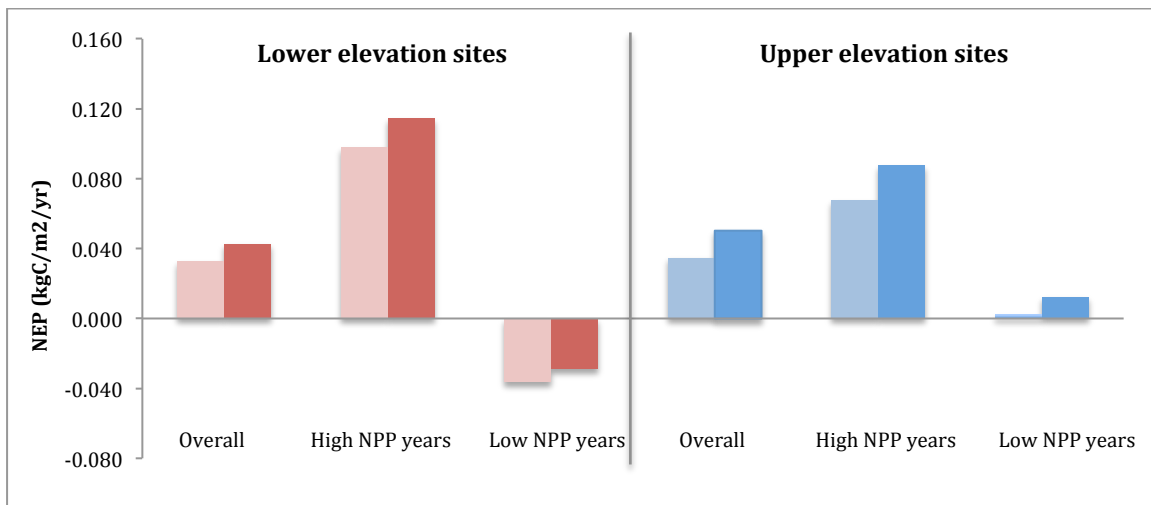 0.160
Lower elevation sites
Upper elevation sites
0.120
0.080
0.040
0.000
-0.040
-0.080
NEP (kgC/m2/yr)
Overall
High NPP years
Low NPP years
Overall
High NPP years
Low NPP years